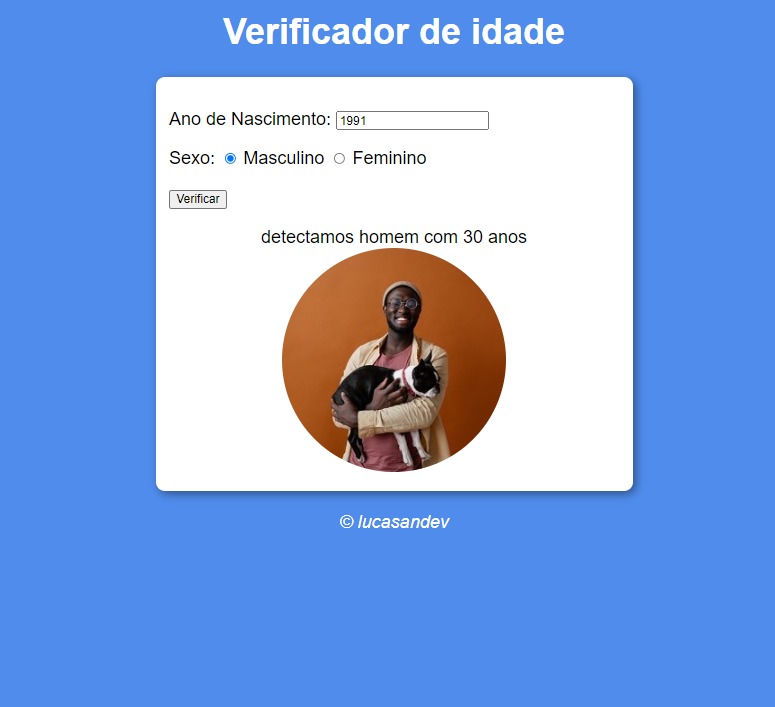 Verificador de idade
Ano de Nascimento: 1991
Sexo: Masculino Feminino
Verificar
detectamos homem com 30 anos
© lucasandev